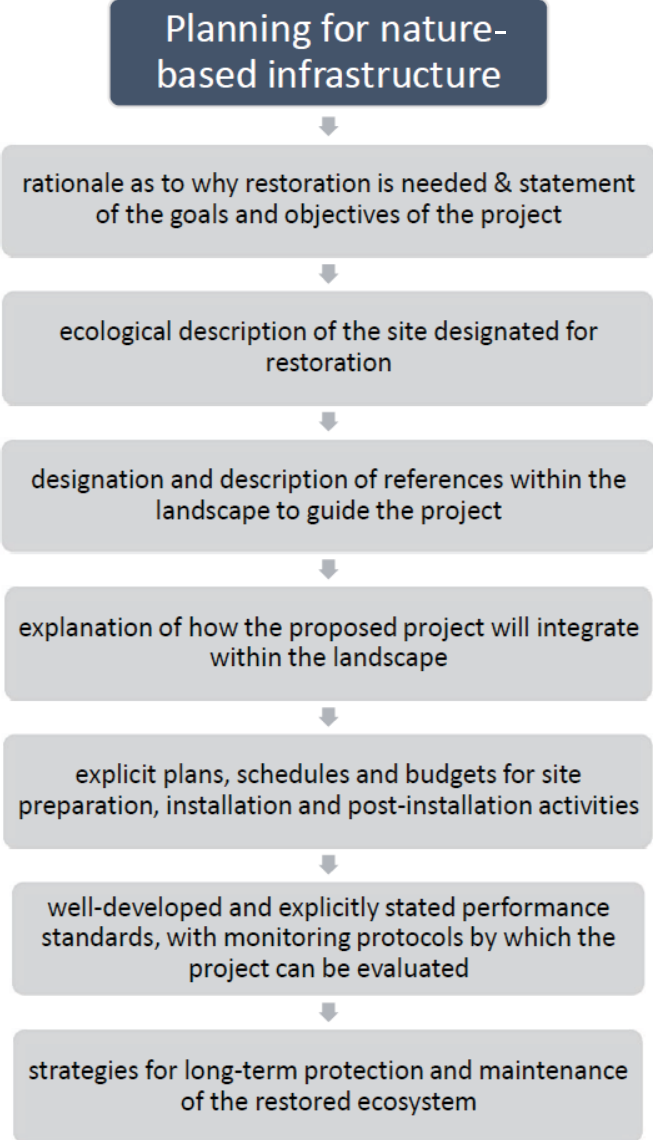 Planning for nature-
based infrastructure
rationale as to why restoration is needed & statement
of the goals and objectives of the project
ecological description of the site designated for
restoration
designation and description of references within the
landscape to guide the project
explanation of how the proposed project will integrate
within the landscape
explicit plans, schedules and budgets for site
preparation, installation and post-installation activities
well-developed and explicitly stated performance
standards, with monitoring protocols by which the
project can be evaluated
strategies for long-term protection and maintenance
of the restored ecosystem